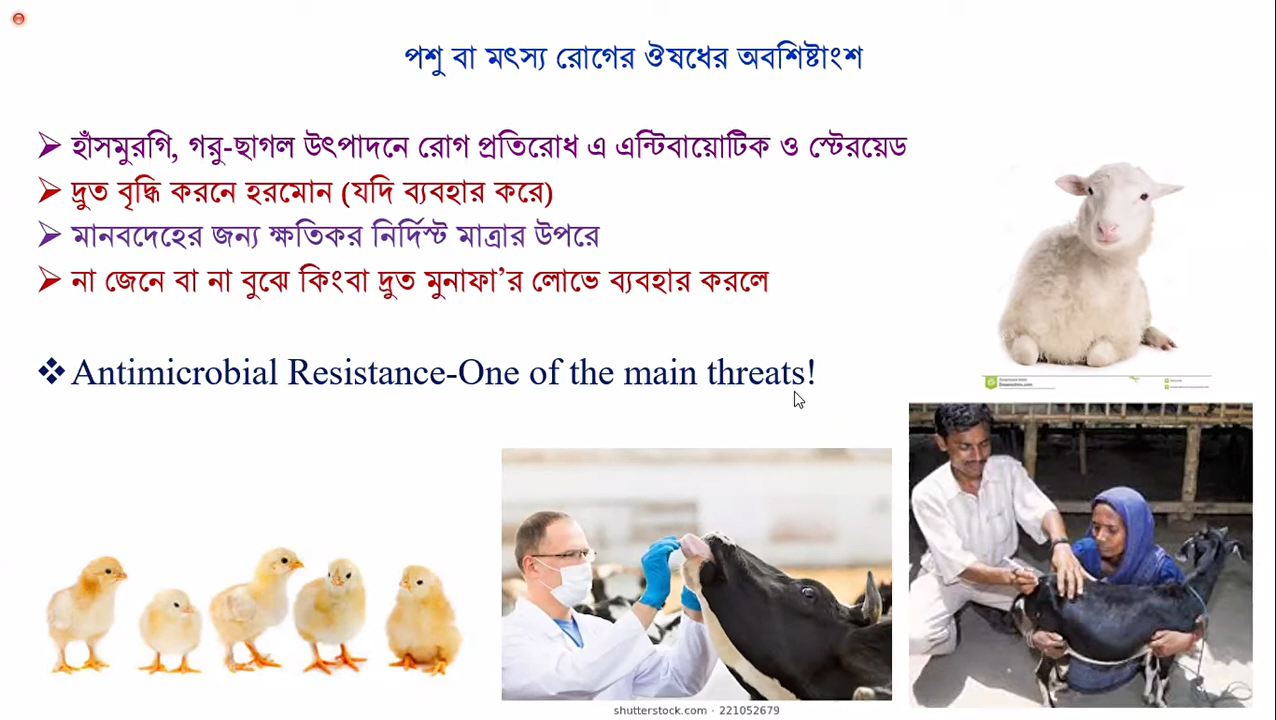 পশু বা মৎস্য রোগের ঔষধের অবশিষ্টাংশ
➢ হাঁসমুরগি, গরু-ছাগল উৎপাদনে রোগ প্রতিরোধ এ এন্টিবায়োটিক ও স্টেরয়েড
➢ দ্রুত বৃদ্ধি করনে হরমোন (যদি ব্যবহার করে)
➢ মানবদেহের জন্য ক্ষতিকর নির্দিস্ট মাত্রার উপরে
➢ না জেনে বা না বুঝে কিংবা দ্রুত মুনাফা’র লোভে ব্যবহার করলে
❖ Antimicrobial Resistance-One of the main threats!
shutterstock.com · 221052679